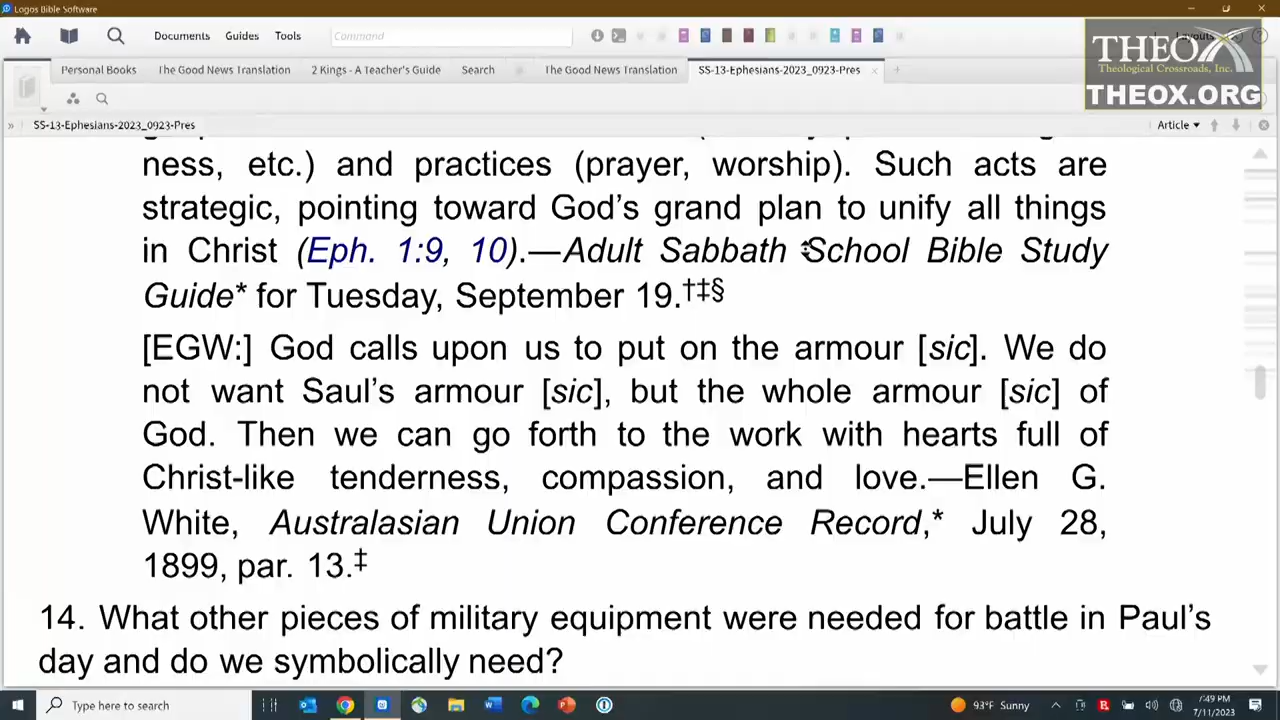 Logos Bible Software
Documents Guides Tools Command Layouts
THEOX
Theological Crossroads, Inc.
THEOX.ORG
Personal Books The Good News Translation 2 Kings - A Teacher's Gui The Good News Translation SS-13-Ephesians-2023_0923-Pres × +
» SS-13-Ephesians-2023_0923-Pres Article
ness, etc.) and practices (prayer, worship). Such acts are
strategic, pointing toward God's grand plan to unify all things
in Christ (Eph. 1:9, 10).—Adult Sabbath School Bible Study
Guide* for Tuesday, September 19.†‡§
[EGW:] God calls upon us to put on the armour [sic]. We do
not want Saul's armour [sic], but the whole armour [sic] of
God. Then we can go forth to the work with hearts full of
Christ-like tenderness, compassion, and love.—Ellen G.
White, Australasian Union Conference Record,* July 28,
1899, par. 13.‡
14. What other pieces of military equipment were needed for battle in Paul's
day and do we symbolically need?
Type here to search 93°F Sunny 7:49 PM
7/11/2023